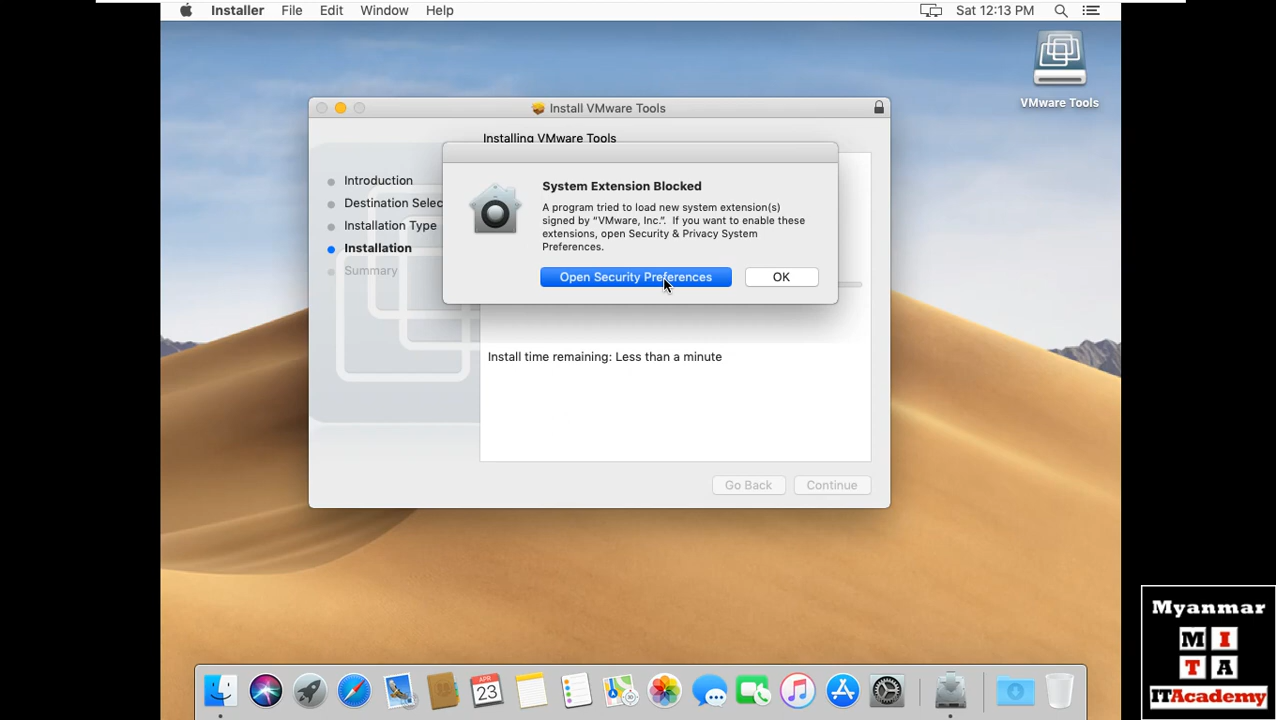 Installer File Edit Window Help Sat 12:13 PM
VMware Tools
Install VMware Tools
Installing VMware Tools
Introduction
Destination Selec
Installation Type
Installation
Summary
System Extension Blocked
A program tried to load new system extension(s)
signed by “VMware, Inc.”. If you want to enable these
extensions, open Security & Privacy System
Preferences.
Open Security Preferences OK
Install time remaining: Less than a minute
Go Back Continue
APR
23
Myanmar
M I
T A
ITAcademy